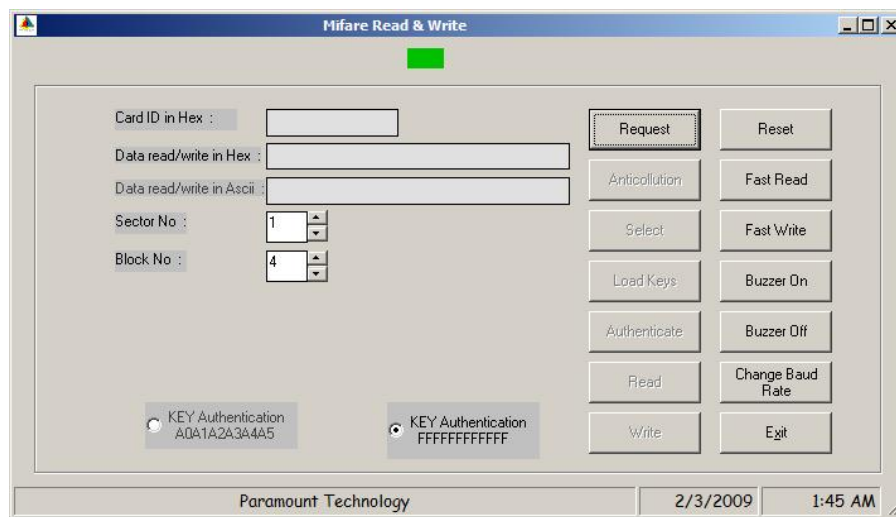 Mifare Read & Write
Card ID in Hex :
Data read/write in Hex :
Data read/write in Ascii :
Sector No :
1
Block No :
4
Request
Reset
Anticollution
Fast Read
Select
Fast Write
Load Keys
Buzzer On
Authenticate
Buzzer Off
Read
Change Baud
Rate
Write
Exit
KEY Authentication
A0A1A2A3A4A5
KEY Authentication
FFFFFFFFFFFF
Paramount Technology
2/3/2009
1:45 AM